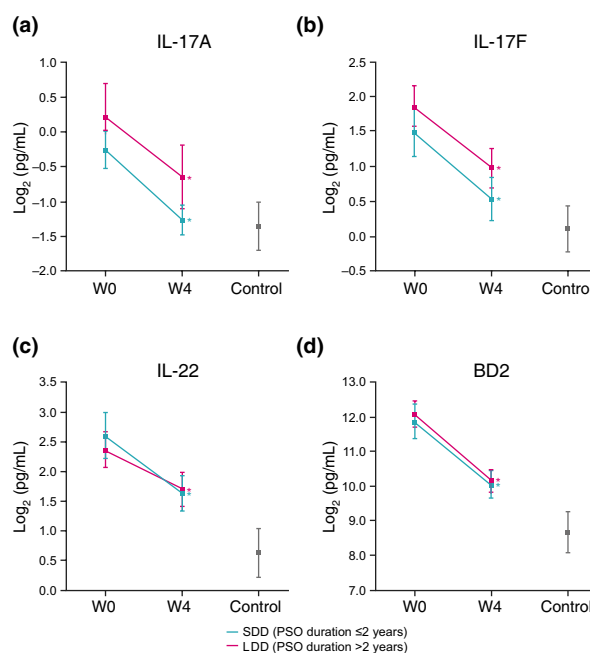 (a)
IL-17A
Log2 (pg/mL)
1.0
0.5
0.0
–0.5
–1.0
–1.5
–2.0
*
*
W0 W4 Control
(b)
IL-17F
Log2 (pg/mL)
2.5
2.0
1.5
1.0
0.5
0.0
0.5
*
*
W0 W4 Control
(c)
IL-22
Log2 (pg/mL)
3.5
3.0
2.5
2.0
1.5
1.0
0.5
0.0
*
*
W0 W4 Control
(d)
BD2
Log2 (pg/mL)
13.0
12.0
11.0
10.0
9.0
8.0
7.0
*
*
W0 W4 Control
SDD (PSO duration ≤2 years)
LDD (PSO duration >2 years)